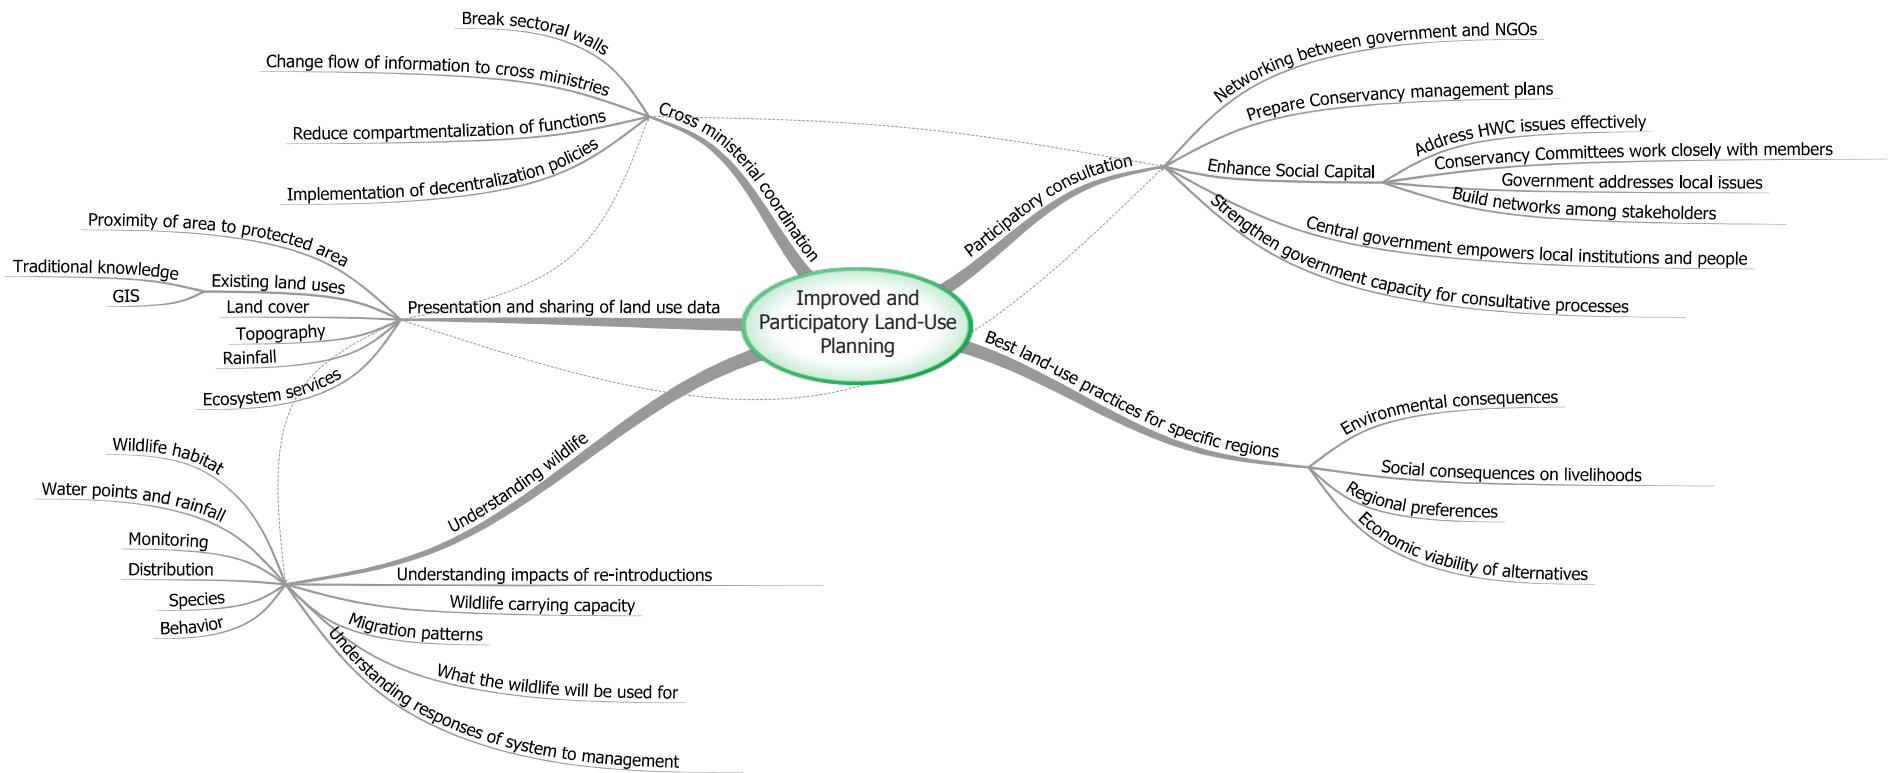 Improved and
Participatory Land-Use
Planning
Cross ministerial coordination
Break sectoral walls
Change flow of information to cross ministries
Reduce compartmentalization of functions
Implementation of decentralization policies
Participatory consultation
Networking between government and NGOs
Prepare Conservancy management plans
Enhance Social Capital
Address HWC issues effectively
Conservancy Committees work closely with members
Government addresses local issues
Build networks among stakeholders
Central government empowers local institutions and people
Strengthen government capacity for consultative processes
Presentation and sharing of land use data
Proximity of area to protected area
Existing land uses
Traditional knowledge
GIS
Land cover
Topography
Rainfall
Ecosystem services
Best land-use practices for specific regions
Environmental consequences
Social consequences on livelihoods
Regional preferences
Economic viability of alternatives
Understanding wildlife
Wildlife habitat
Water points and rainfall
Monitoring
Distribution
Species
Behavior
Understanding impacts of re-introductions
Wildlife carrying capacity
Migration patterns
What the wildlife will be used for
Understanding responses of system to management